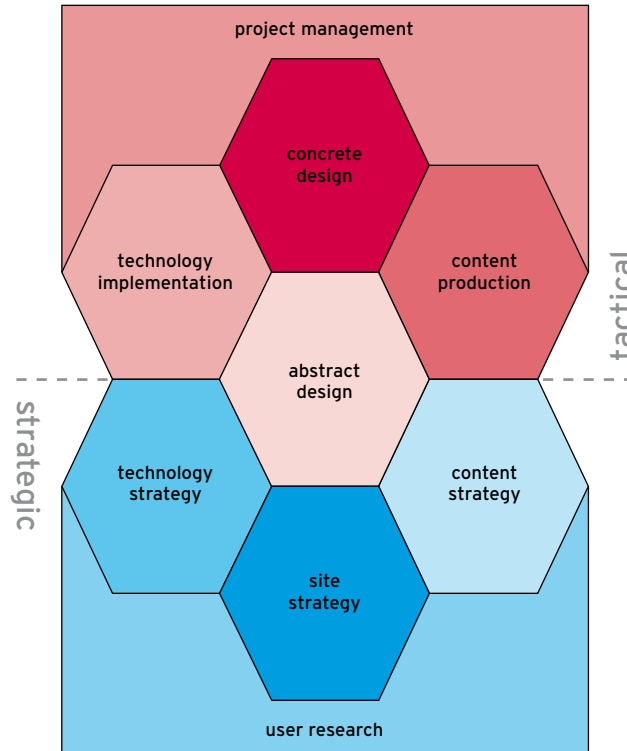 project management
concrete
design
technology
implementation
content
production
tactical
abstract
design
strategic
technology
strategy
content
strategy
site
strategy
user research